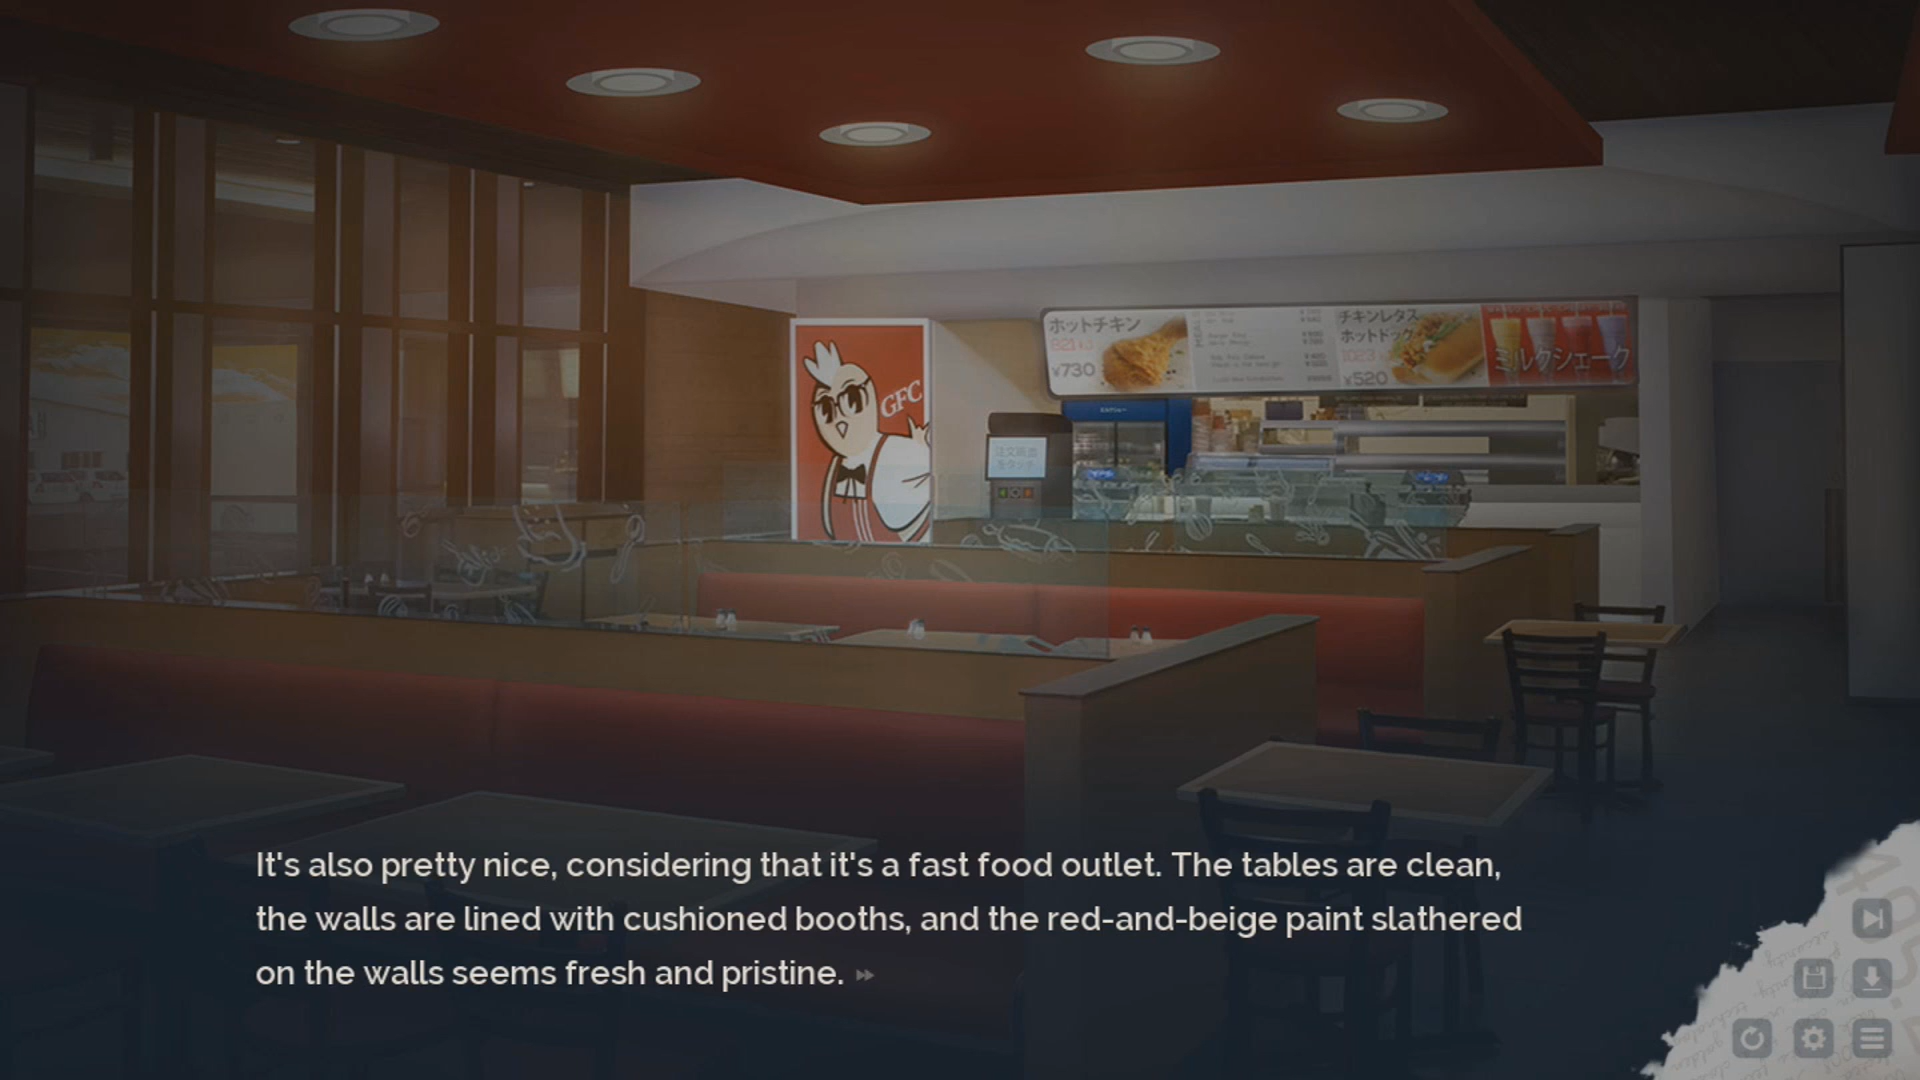 ホットチキン
¥730
チキンレタス
ホットドッグ
¥520
ミルクシェーク
GFC
It's also pretty nice, considering that it's a fast food outlet. The tables are clean,
the walls are lined with cushioned booths, and the red-and-beige paint slathered
on the walls seems fresh and pristine.